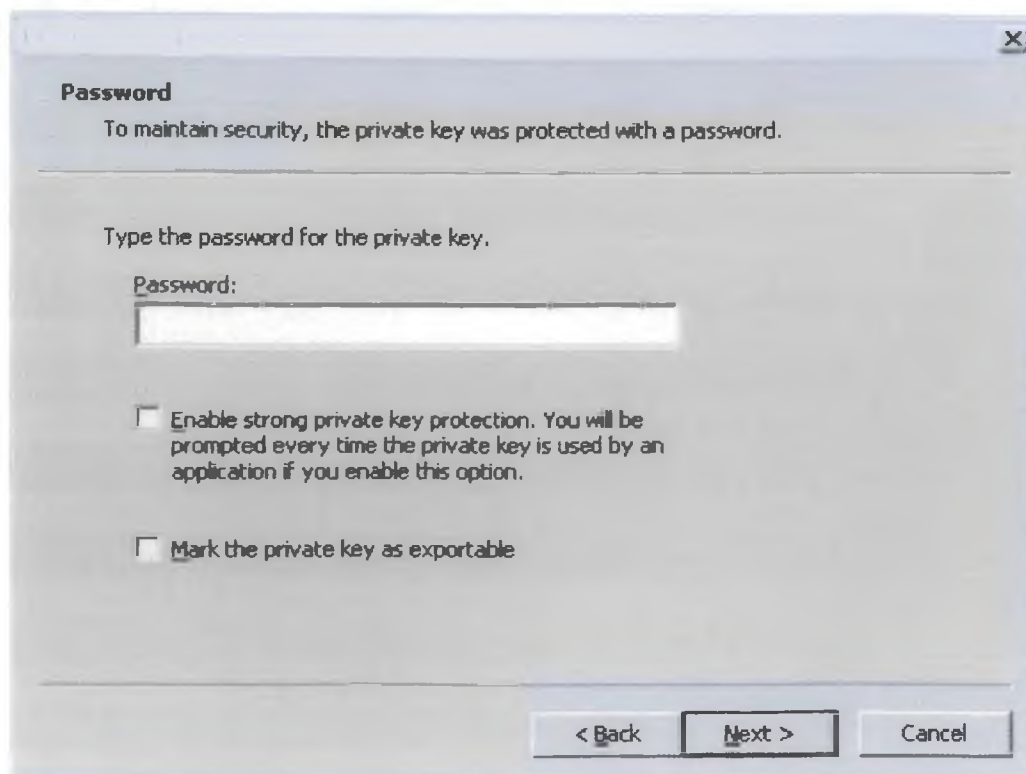 Password
To maintain security, the private key was protected with a password.
Type the password for the private key.
Password:
Enable strong private key protection. You will be
prompted every time the private key is used by an
application if you enable this option.
Mark the private key as exportable
< Back
Next >
Cancel